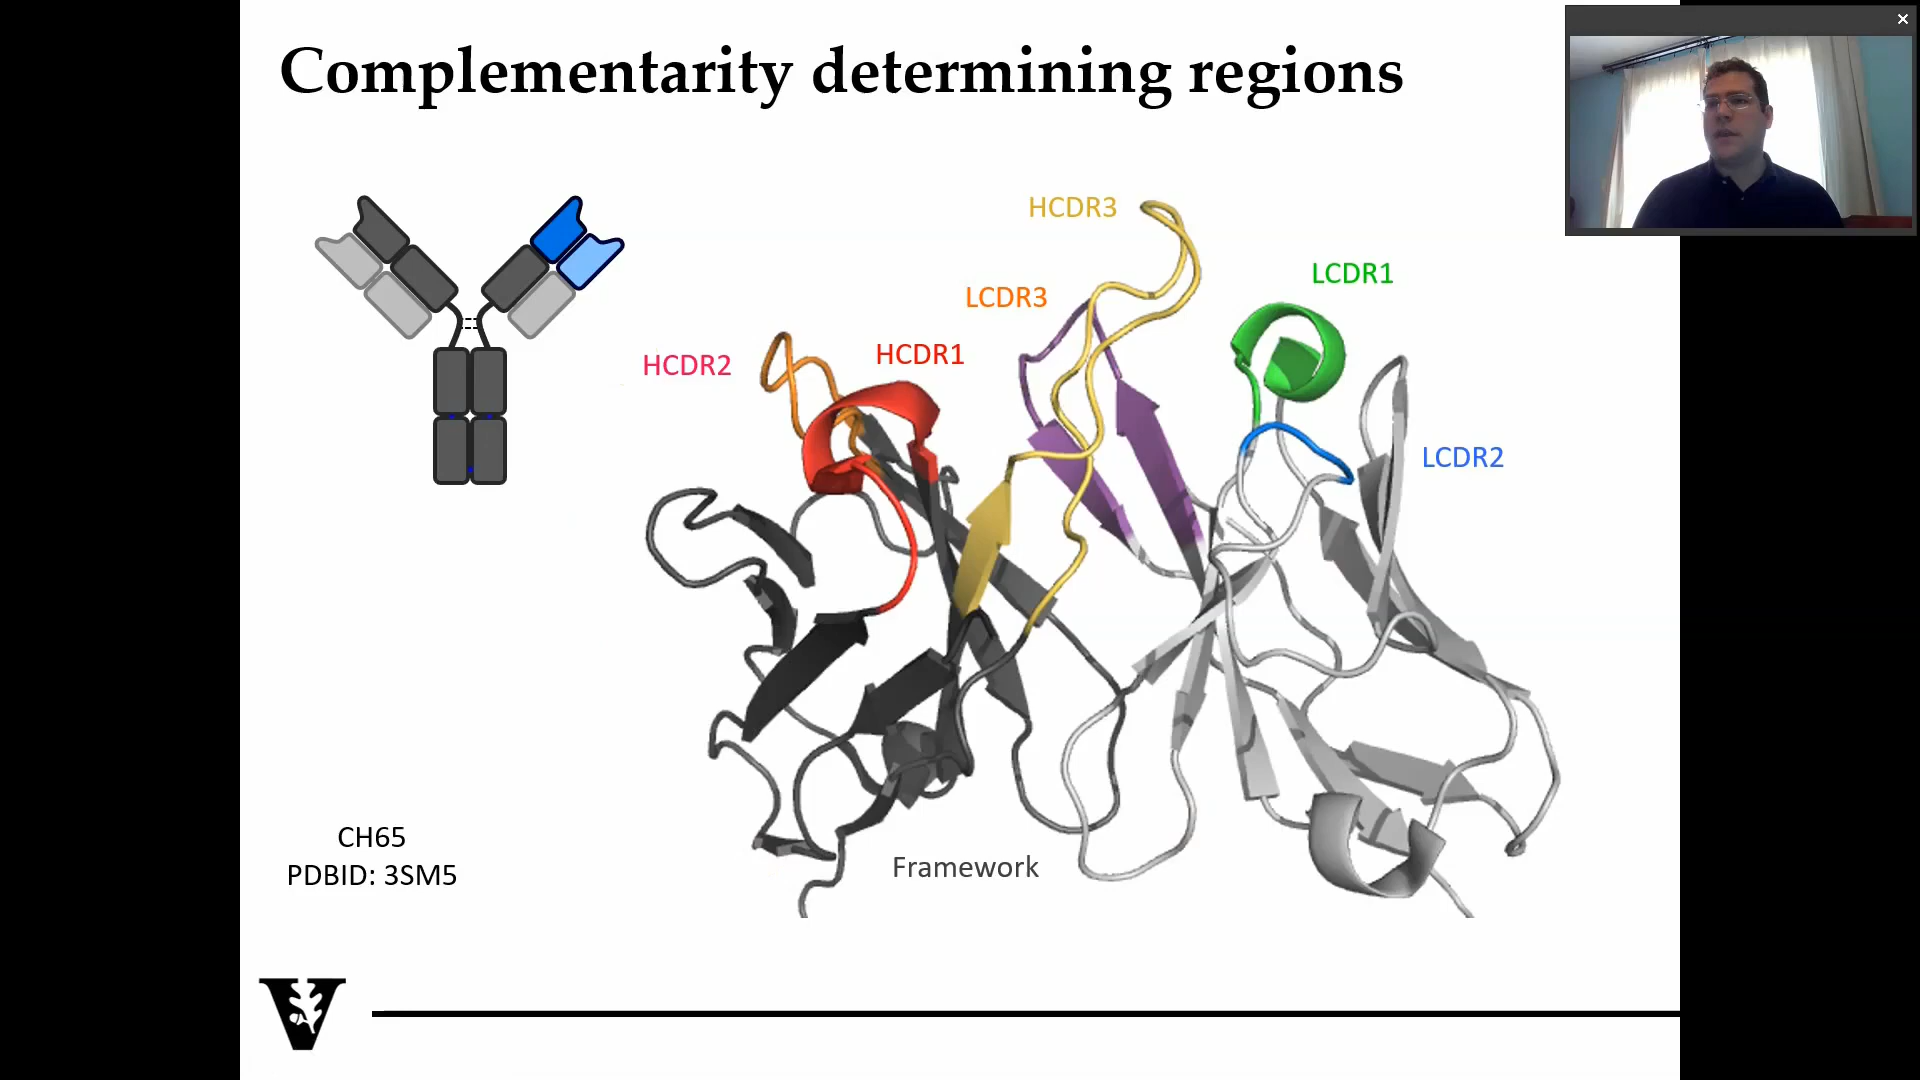 Complementarity determining regions
HCDR3
LCDR1
LCDR3
HCDR1
HCDR2
LCDR2
CH65
PDBID: 3SM5
Framework
V